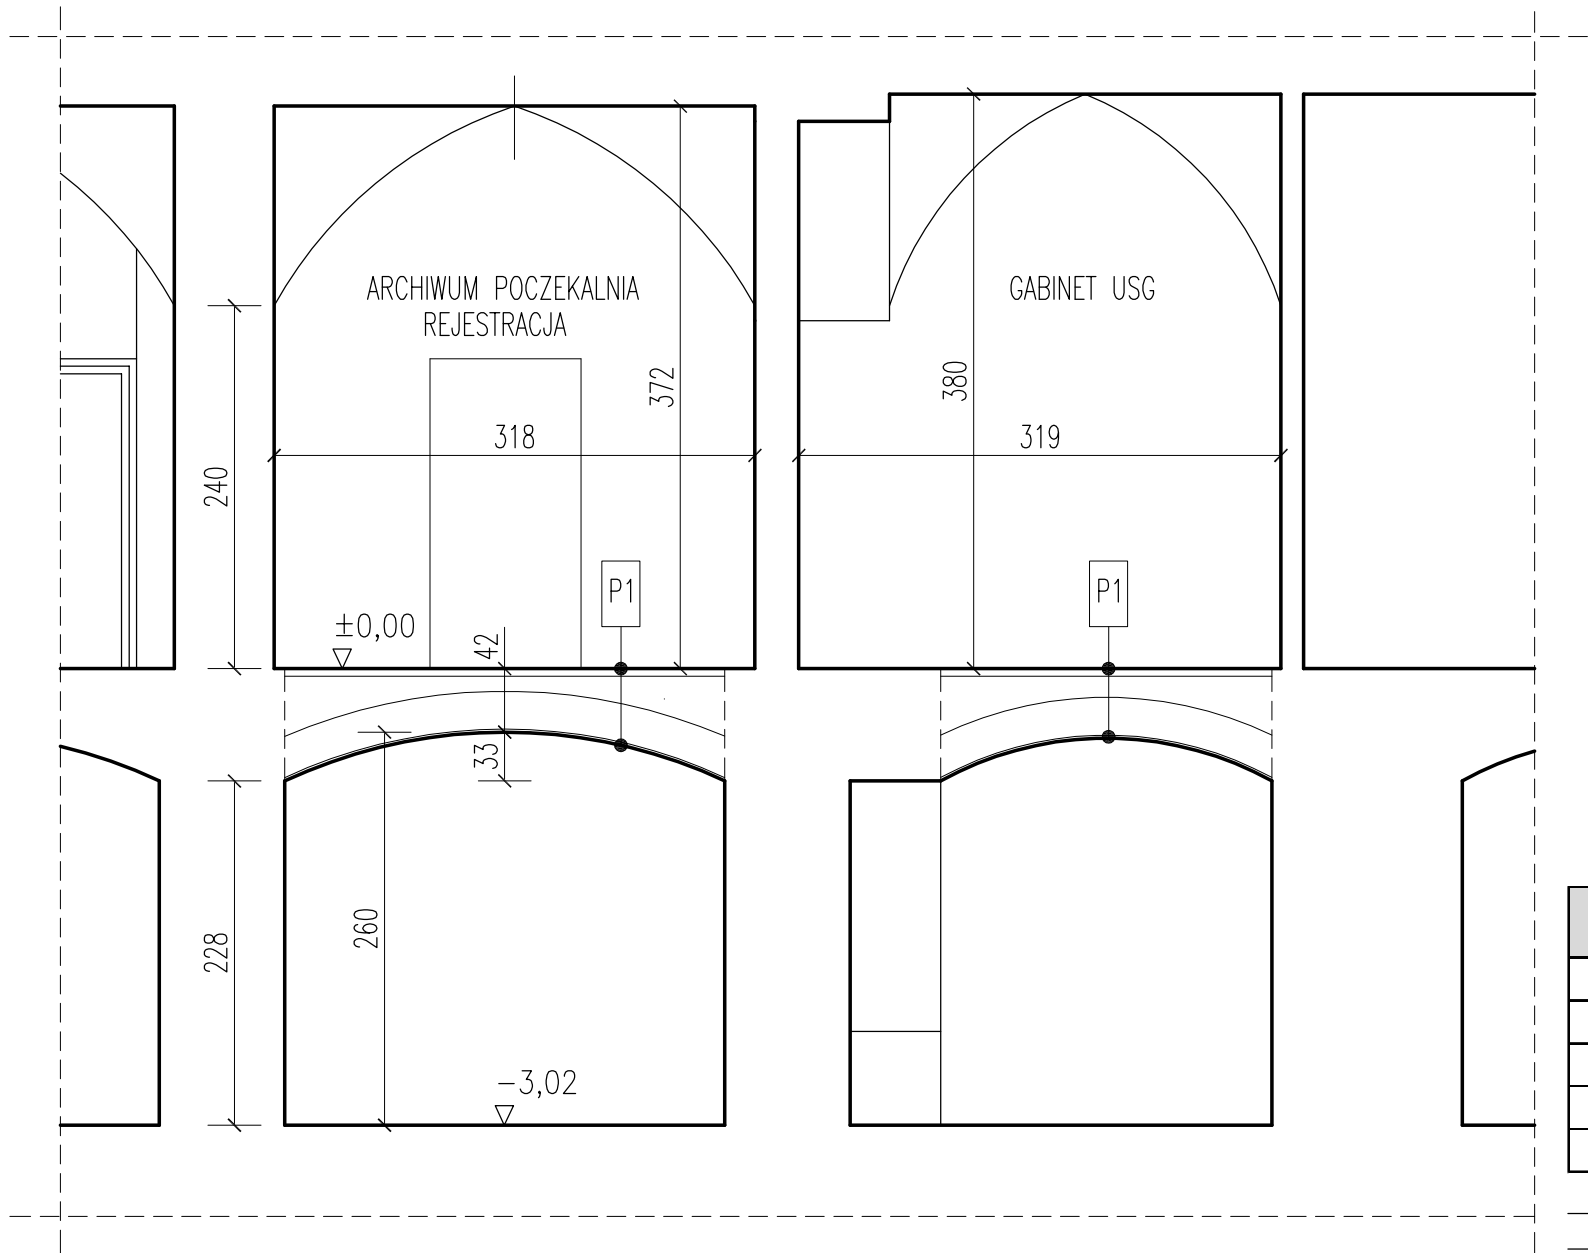 ARCHIWUM POCZEKALNIA
REJESTRACJA
GABINET USG
372
380
318
319
240
P1
P1
±0,00
42
33
260
228
-3,02